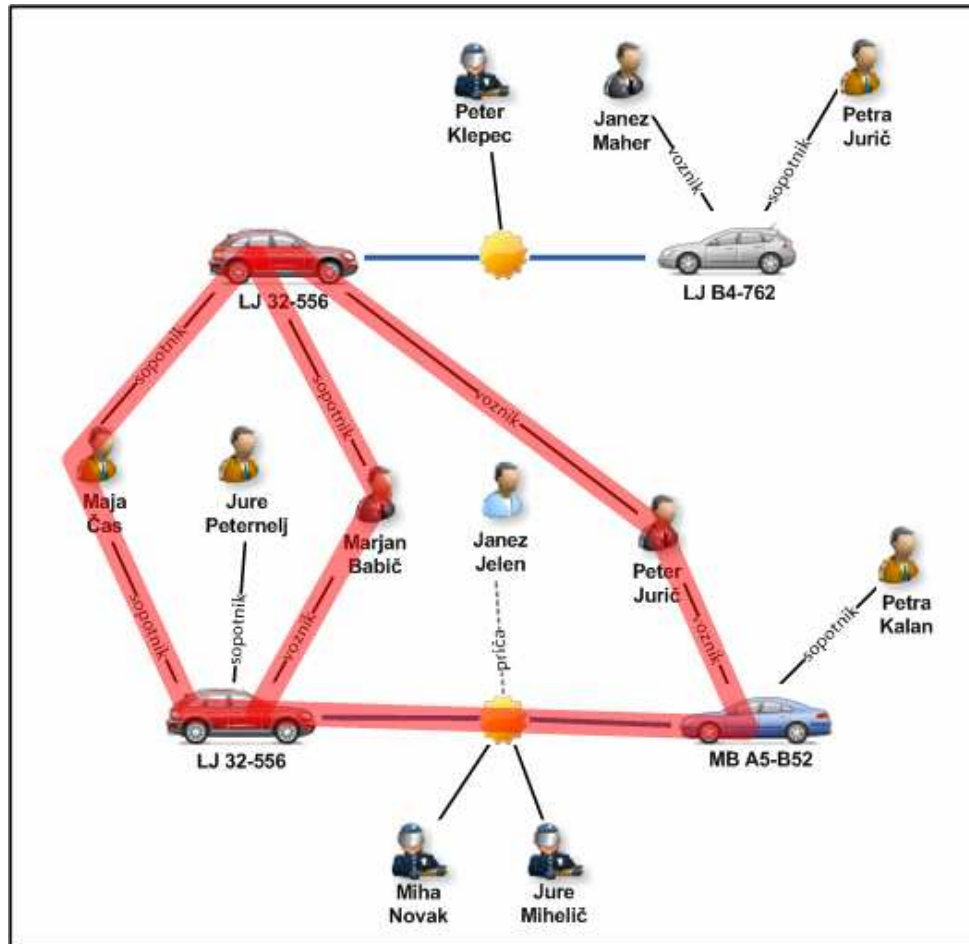 Peter
Klepec
Janez
Maher
Petra
Jurič
voznik
sopotnik
LJ 32-556
LJ B4-762
sopotnik
sopotnik
voznik
Maja
Čas
Jure
Peternelj
Marjan
Babič
Janez
Jelen
Peter
Jurič
Petra
Kalan
sopotnik
sopotnik
voznik
priča
voznik
sopotnik
LJ 32-556
MB A5-B52
Miha
Novak
Jure
Mihelič